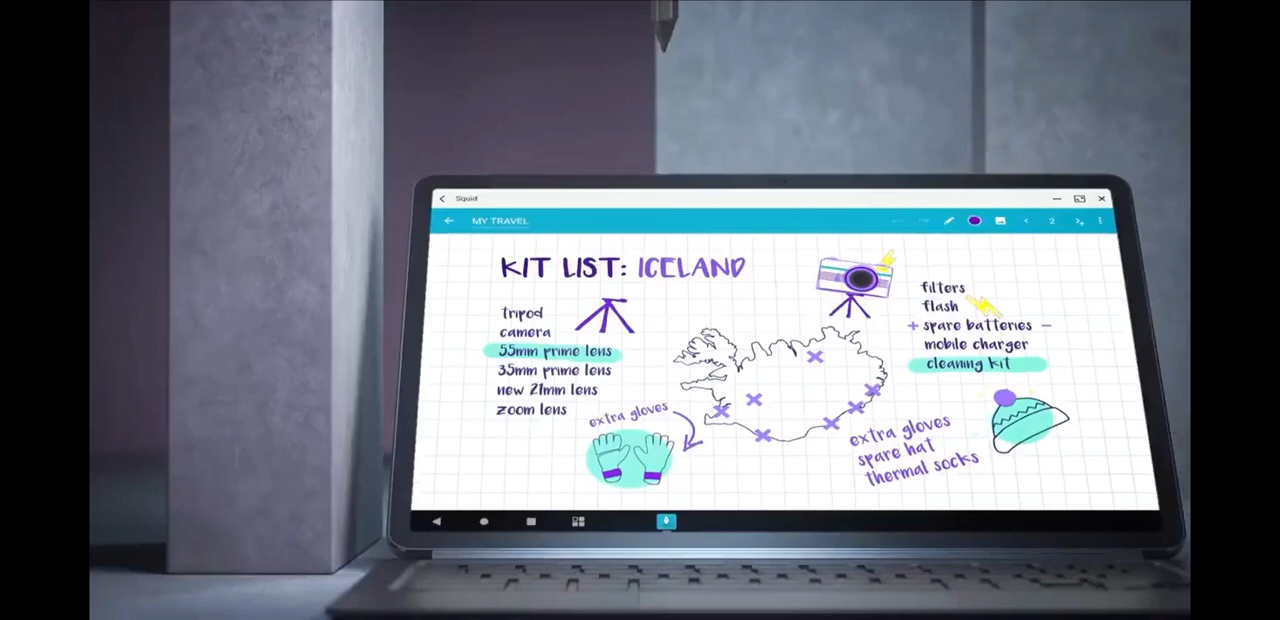 Squid
MY TRAVEL
2
KIT LIST: ICELAND
tripod
camera
55mm prime lens
35mm prime lens
new 21mm lens
zoom lens
extra gloves
filters
flash
+ spare batteries –
mobile charger
cleaning kit
extra gloves
spare hat
thermal socks